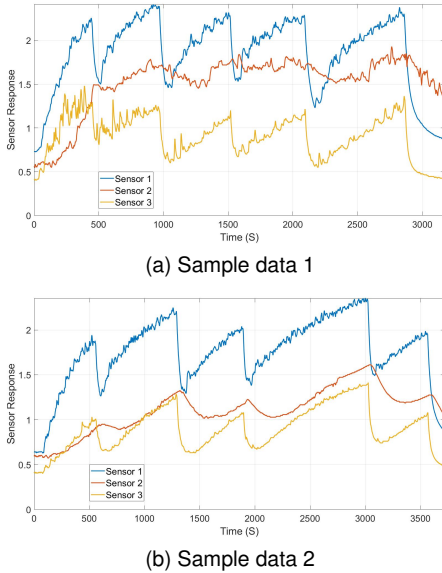 2
1.5
1
0.5
0
Sensor Response
Sensor 1
Sensor 2
Sensor 3
0 500 1000 1500 2000 2500 3000
Time (S)
(a) Sample data 1
2
1.5
1
0.5
0
Sensor Response
Sensor 1
Sensor 2
Sensor 3
0 500 1000 1500 2000 2500 3000 3500
Time (S)
(b) Sample data 2